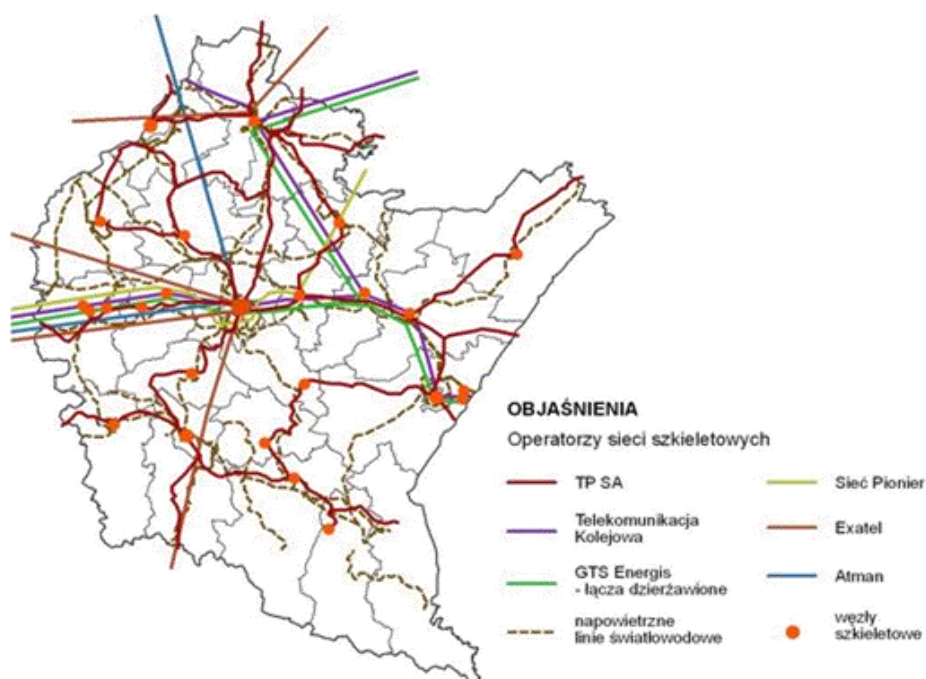 OBJAŚNIENIA
Operatorzy sieci szkieletowych
TP SA
Telekomunikacja
Kolejowa
GTS Energis
- łącza dzierżawione
napowietrzne
linie światłowodowe
Sieć Pionier
Exatel
Atman
węzły
szkieletowe